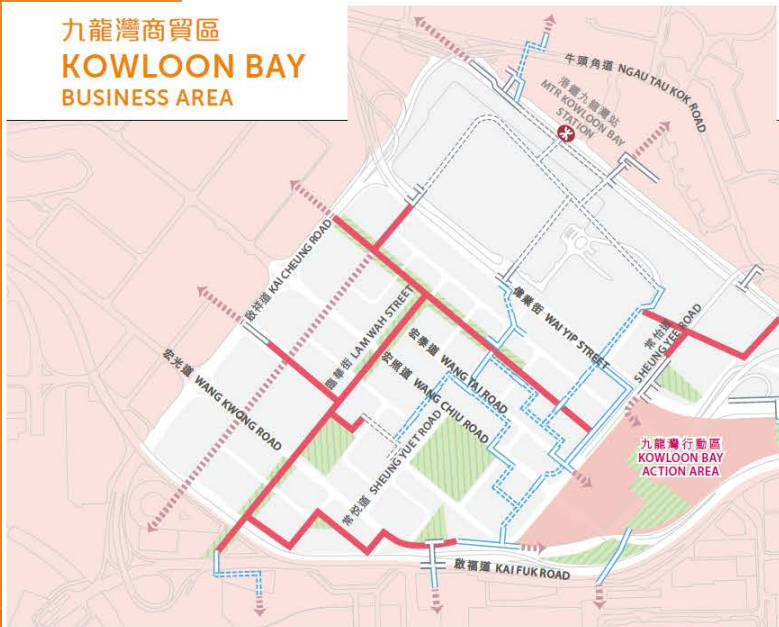 九龍灣商貿區
KOWLOON BAY
BUSINESS AREA
牛頭角道 NGAU TAU KOK ROAD
港鐵九龍灣站
MTR KOWLOON BAY
STATION
啟祥道 KAI CHEUNG ROAD
臨華街 LAM WAH STREET
偉業街 WAI YIP STREET
常怡道
SHEUNG YEE ROAD
宏泰道 WANG TAI ROAD
宏照道 WANG CHIU ROAD
宏光道 WANG KWONG ROAD
常悅道 SHEUNG YUET ROAD
九龍灣行動區
KOWLOON BAY
ACTION AREA
啟福道 KAI FUK ROAD